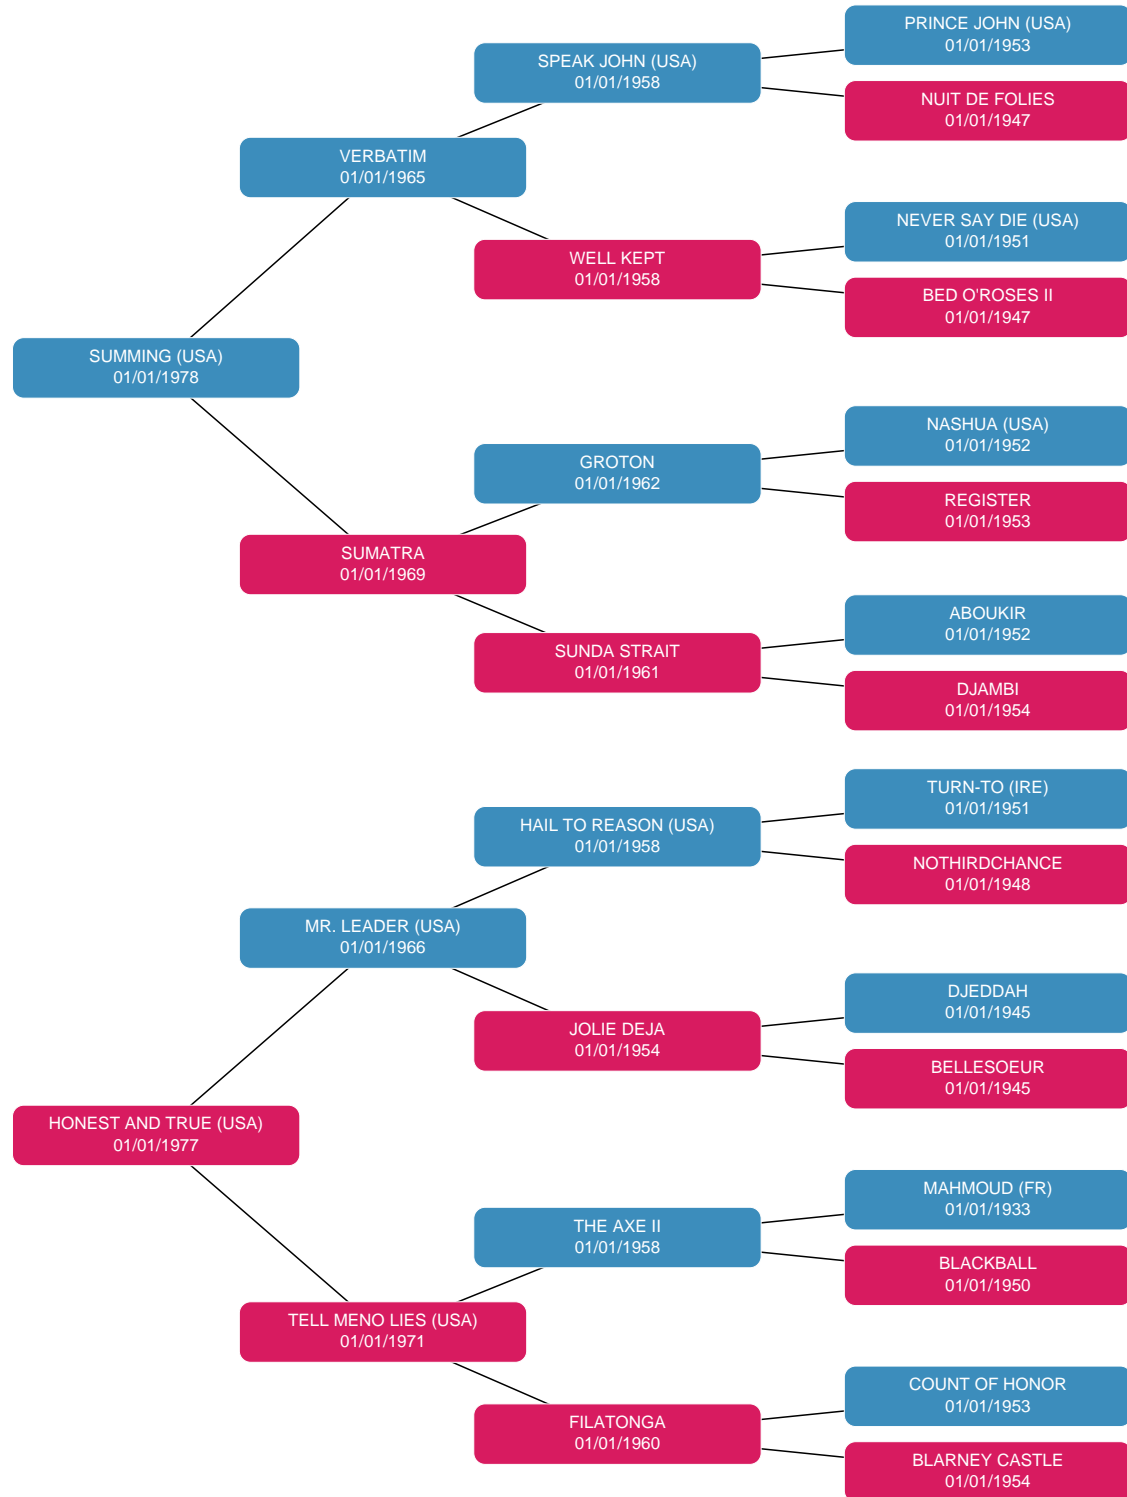 PRINCE JOHN (USA)
01/01/1953
SPEAK JOHN (USA)
01/01/1958
NUIT DE FOLIES
01/01/1947
VERBATIM
01/01/1965
NEVER SAY DIE (USA)
01/01/1951
WELL KEPT
01/01/1958
BED O'ROSES II
01/01/1947
SUMMING (USA)
01/01/1978
NASHUA (USA)
01/01/1952
GROTON
01/01/1962
REGISTER
01/01/1953
SUMATRA
01/01/1969
ABOUKIR
01/01/1952
SUNDA STRAIT
01/01/1961
DJAMBI
01/01/1954
TURN-TO (IRE)
01/01/1951
HAIL TO REASON (USA)
01/01/1958
NOTHIRDCHANCE
01/01/1948
MR. LEADER (USA)
01/01/1966
DJEDDAH
01/01/1945
JOLIE DEJA
01/01/1954
BELLESOEUR
01/01/1945
HONEST AND TRUE (USA)
01/01/1977
MAHMOUD (FR)
01/01/1933
THE AXE II
01/01/1958
BLACKBALL
01/01/1950
TELL MENO LIES (USA)
01/01/1971
COUNT OF HONOR
01/01/1953
FILATONGA
01/01/1960
BLARNEY CASTLE
01/01/1954